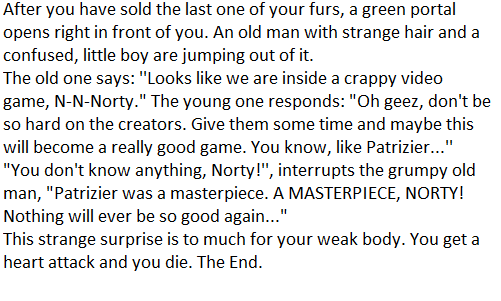 After you have sold the last one of your furs, a green portal
opens right in front of you. An old man with strange hair and a
confused, little boy are jumping out of it.
The old one says: "Looks like we are inside a crappy video
game, N-N-Norty." The young one responds: "Oh geez, don't be
so hard on the creators. Give them some time and maybe this
will become a really good game. You know, like Patrizier..."
"You don't know anything, Norty!", interrupts the grumpy old
man, "Patrizier was a masterpiece. A MASTERPIECE, NORTY!
Nothing will ever be so good again..."
This strange surprise is to much for your weak body. You get a
heart attack and you die. The End.